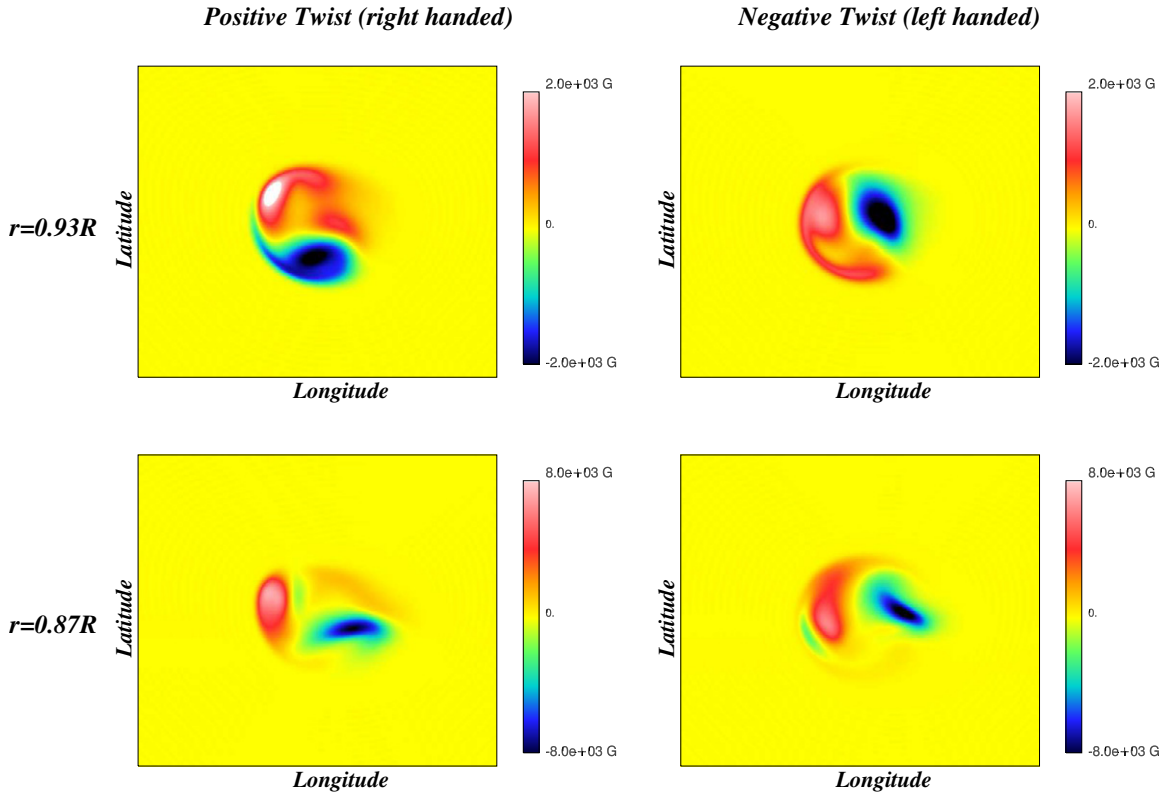 Positive Twist (right handed)
Negative Twist (left handed)
2.0e+03 G
2.0e+03 G
r=0.93R
Latitude
0.
Latitude
0.
-2.0e+03 G
-2.0e+03 G
Longitude
Longitude
8.0e+03 G
8.0e+03 G
r=0.87R
Latitude
0.
Latitude
0.
-8.0e+03 G
-8.0e+03 G
Longitude
Longitude